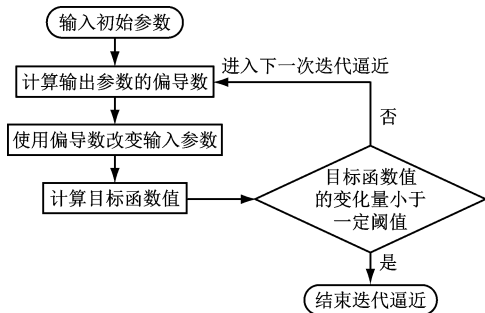 输入初始参数
计算输出参数的偏导数
使用偏导数改变输入参数
计算目标函数值
进入下一次迭代逼近
否
目标函数值
的变化量小于
一定阈值
是
结束迭代逼近